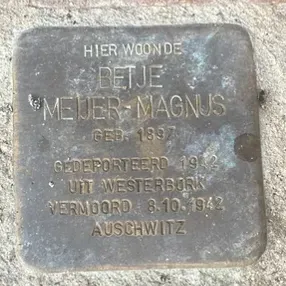 HIER WOONDE
BETJE
MEIJER-MAGNUS
GEB. 1897
GEDEPORTEERD 1942
UIT WESTERBORK
VERMOORD 8.10.1942
AUSCHWITZ